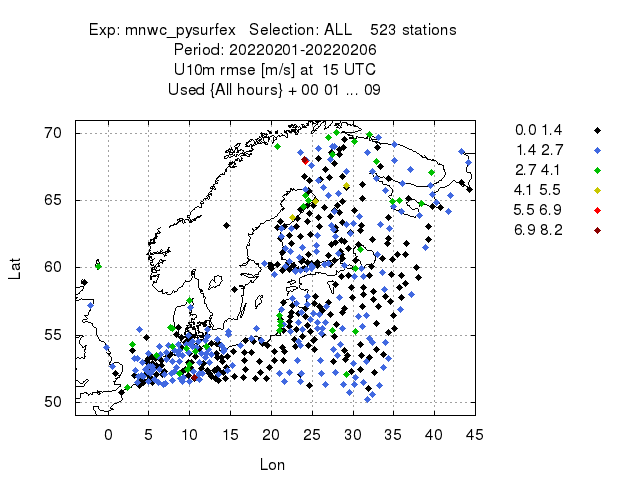 Exp: mnwc_pysurfex   Selection: ALL    523 stations
Period: 20220201-20220206
U10m rmse [m/s] at  15 UTC
Used {All hours} + 00 01 ... 09
70
65
60
55
50
Lat
0 5 10 15 20 25 30 35 40 45
Lon
0.0 1.4
1.4 2.7
2.7 4.1
4.1 5.5
5.5 6.9
6.9 8.2